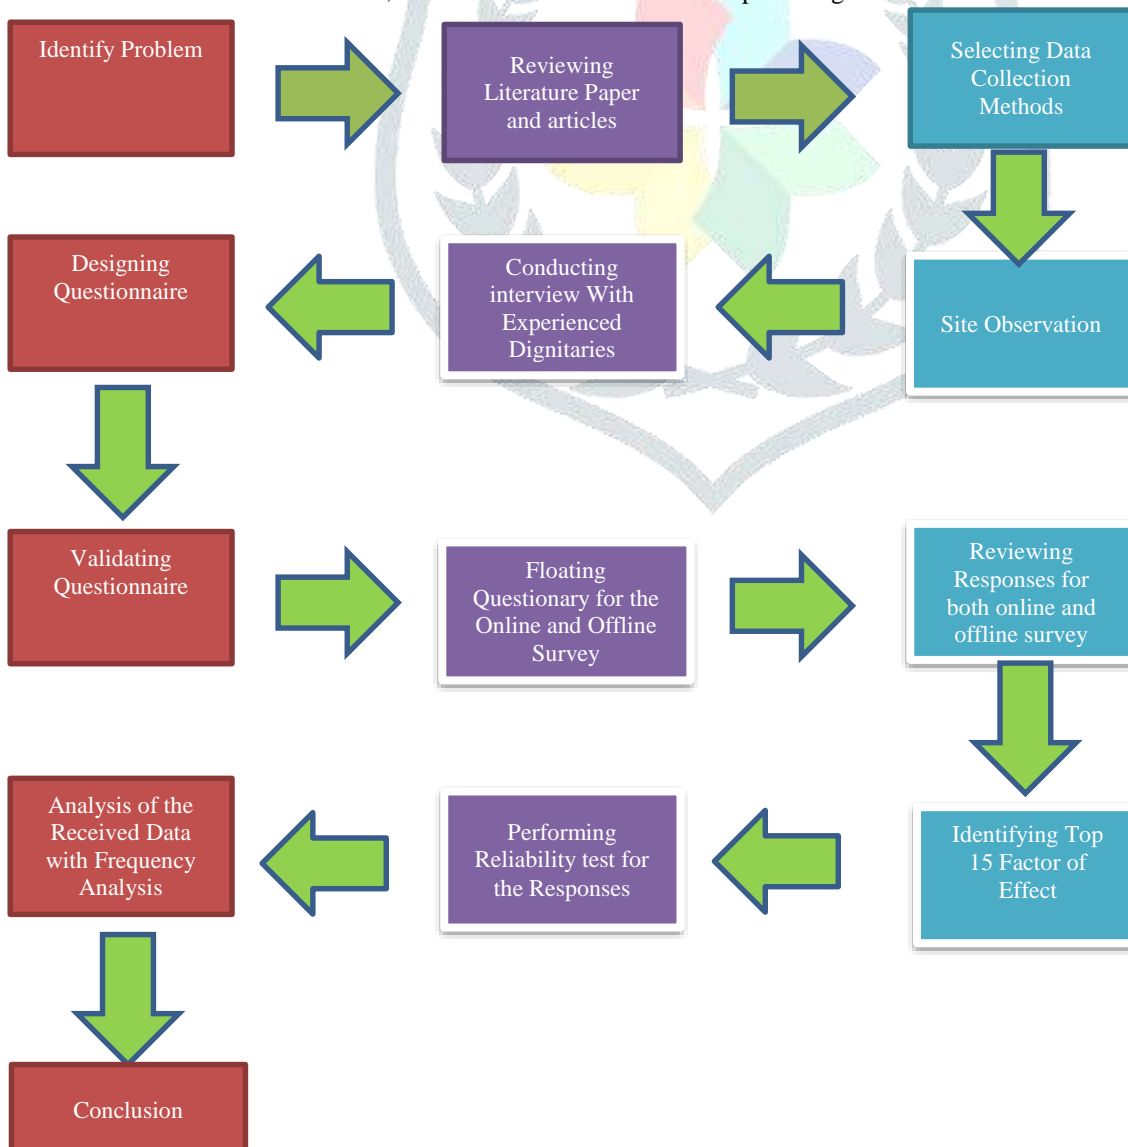 Identify Problem
Reviewing
Literature Paper
and articles
Selecting Data
Collection
Methods
Designing
Questionnaire
Conducting
interview With
Experienced
Dignitaries
Site Observation
Validating
Questionnaire
Floating
Questionary for the
Online and Offline
Survey
Reviewing
Responses for
both online and
offline survey
Analysis of the
Received Data
with Frequency
Analysis
Performing
Reliability test for
the Responses
Identifying Top
15 Factor of
Effect
Conclusion